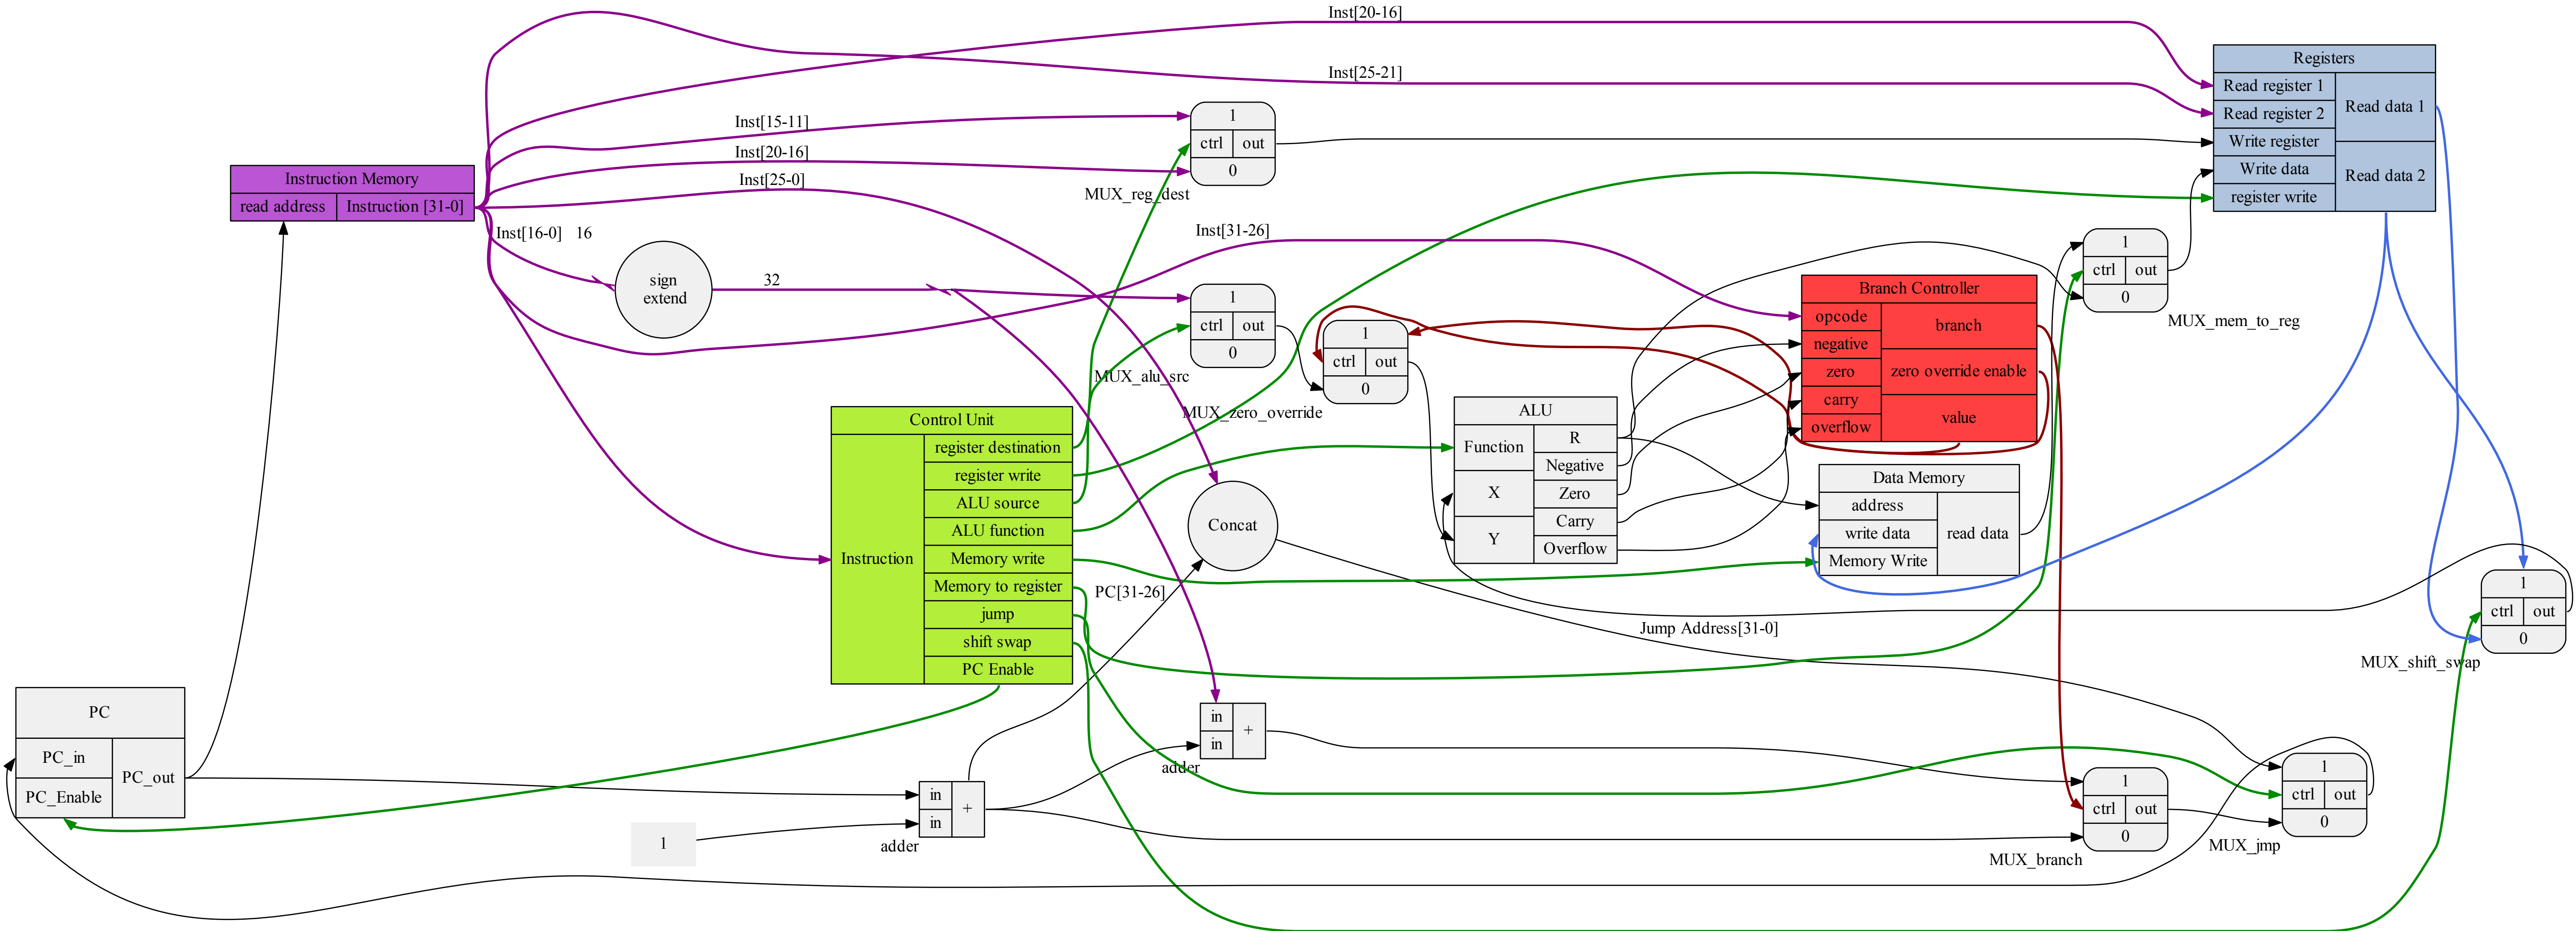 Inst[20-16]
Inst[25-21]
Registers
Read register 1
Read register 2
Write register
Write data
register write
Read data 1
Read data 2
Inst[15-11]
Inst[20-16]
Inst[25-0]
1
ctrl
out
0
MUX_reg_dest
Instruction Memory
read address
Instruction [31-0]
Inst[16-0]   16
sign
extend
32
Inst[31-26]
1
ctrl
out
0
MUX_alu_src
1
ctrl
out
0
MUX_zero_override
1
ctrl
out
0
MUX_mem_to_reg
Branch Controller
opcode
negative
zero
carry
overflow
branch
zero override enable
value
Control Unit
Instruction
register destination
register write
ALU source
ALU function
Memory write
Memory to register
jump
shift swap
PC Enable
ALU
Function
X
Y
R
Negative
Zero
Carry
Overflow
Data Memory
address
write data
Memory Write
read data
Concat
PC[31-26]
Jump Address[31-0]
1
ctrl
out
0
MUX_shift_swap
PC
PC_in
PC_Enable
PC_out
in
in
+
adder
in
in
+
adder
1
1
ctrl
out
0
MUX_branch
1
ctrl
out
0
MUX_jmp